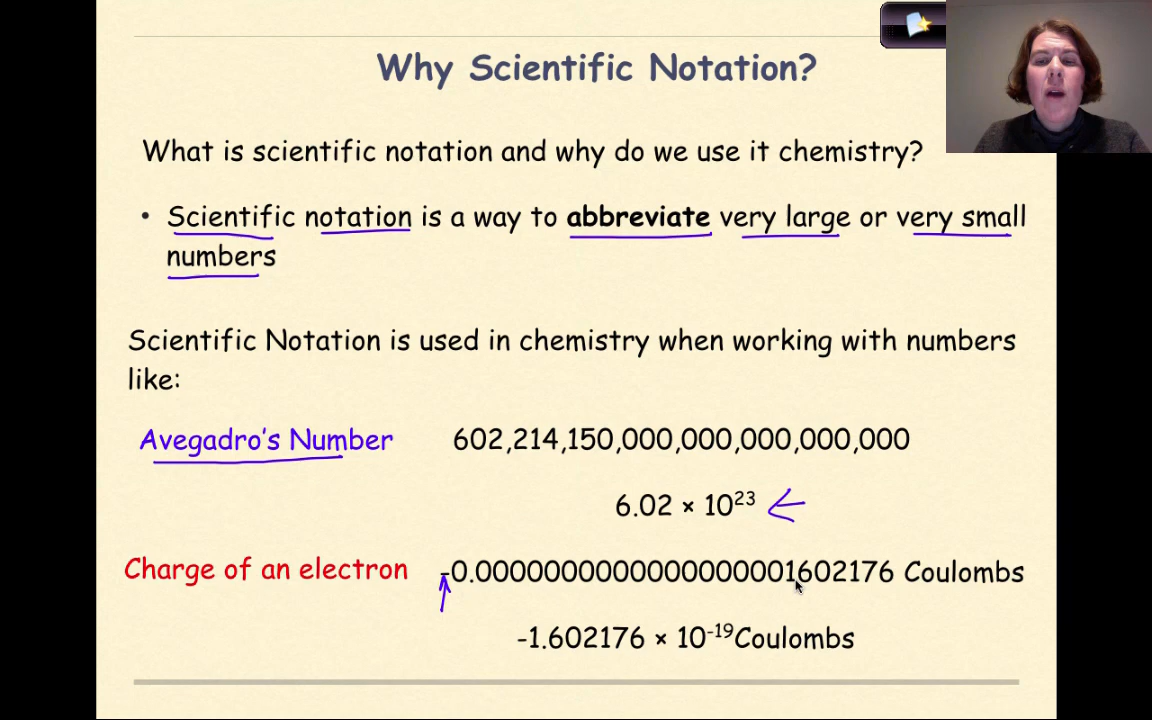 Why Scientific Notation?
What is scientific notation and why do we use it chemistry?
• Scientific notation is a way to abbreviate very large or very small
numbers
Scientific Notation is used in chemistry when working with numbers
like:
Avegadro's Number 602,214,150,000,000,000,000,000
6.02 × 10²³
Charge of an electron -0.0000000000000000001602176 Coulombs
-1.602176 × 10⁻¹⁹Coulombs